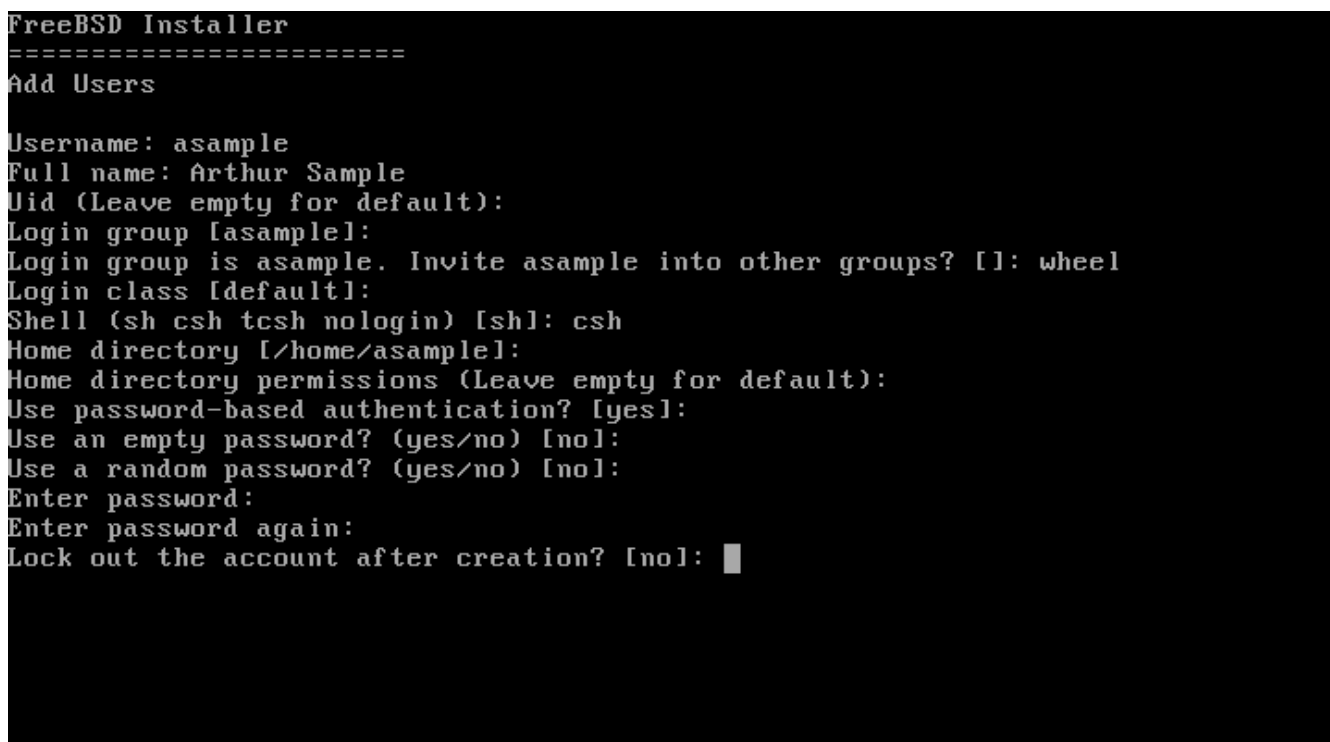 FreeBSD Installer
========================
Add Users
Username: asample
Full name: Arthur Sample
Uid (Leave empty for default):
Login group [asample]:
Login group is asample. Invite asample into other groups? []: wheel
Login class [default]:
Shell (sh csh tcsh nologin) [sh]: csh
Home directory [/home/asample]:
Home directory permissions (Leave empty for default):
Use password-based authentication? [yes]:
Use an empty password? (yes/no) [no]:
Use a random password? (yes/no) [no]:
Enter password:
Enter password again:
Lock out the account after creation? [no]: